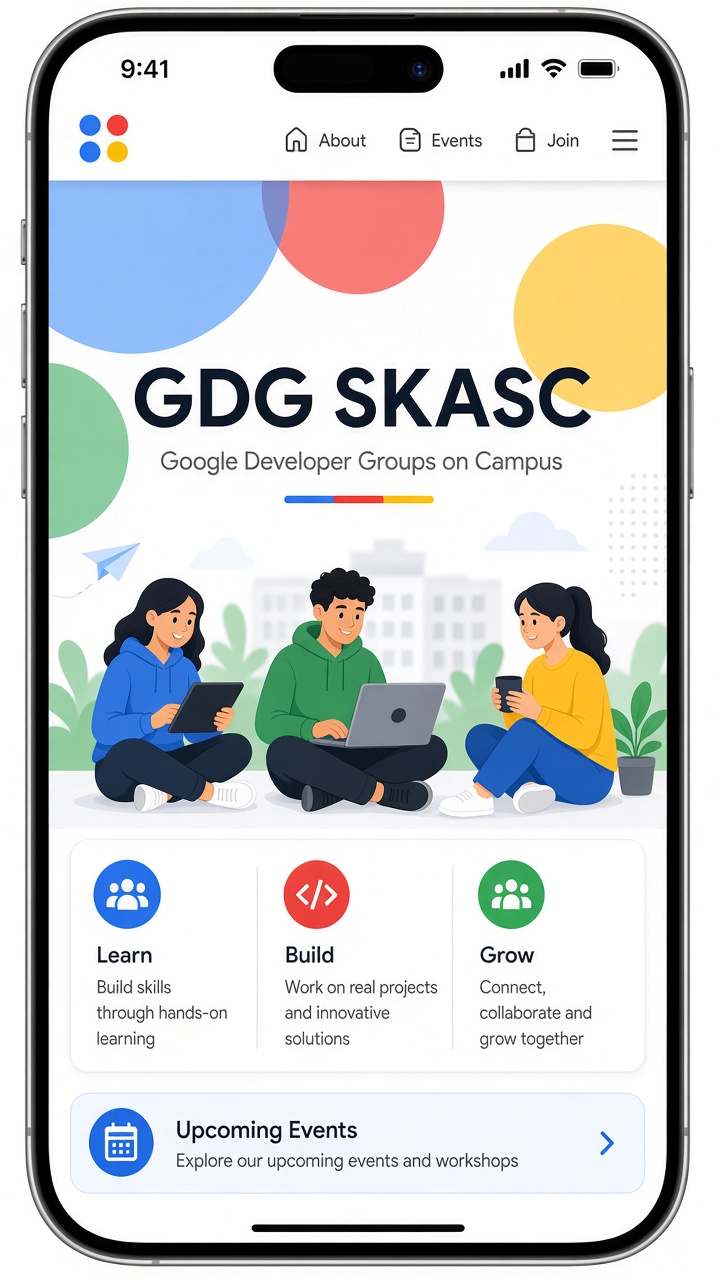 9:41
About
Events
Join
GDG SKASC
Google Developer Groups on Campus
Learn
Build skills
through hands-on
learning
Build
Work on real projects
and innovative
solutions
Grow
Connect,
collaborate and
grow together
Upcoming Events
Explore our upcoming events and workshops